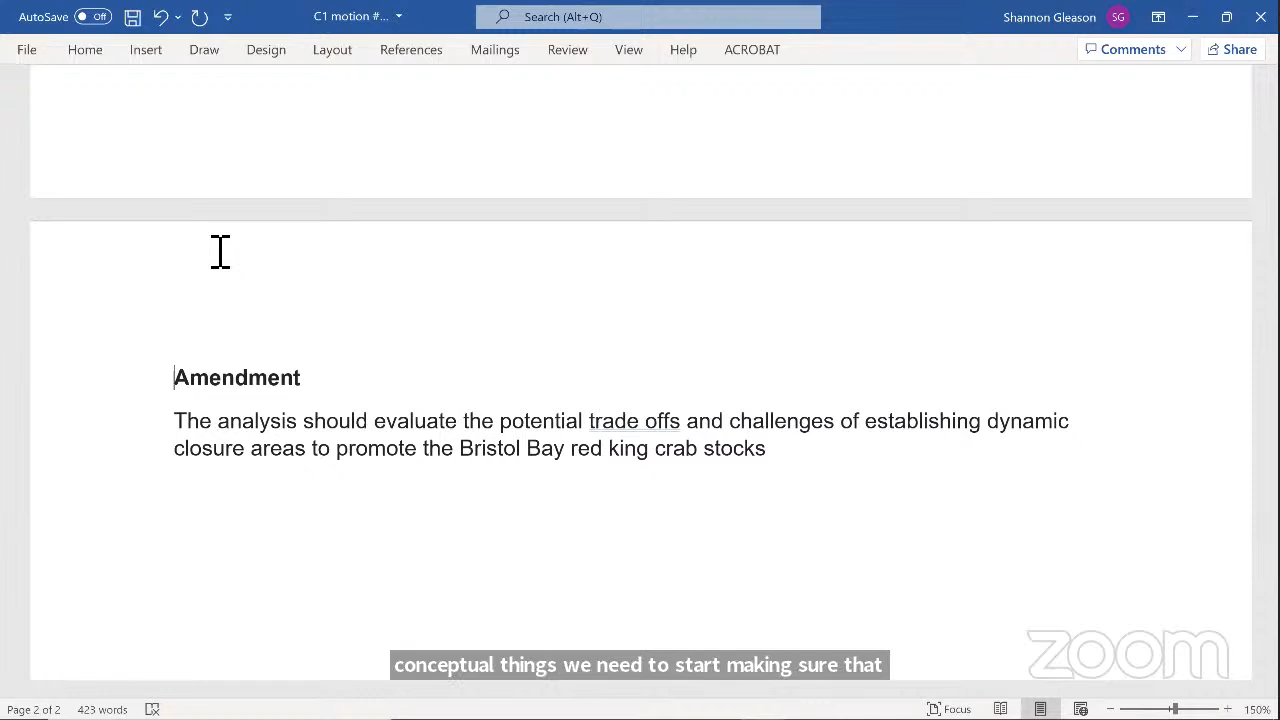 AutoSave Off C1 motion #... Search (Alt+Q) Shannon Gleason SG
File Home Insert Draw Design Layout References Mailings Review View Help ACROBAT Comments Share
Amendment
The analysis should evaluate the potential trade offs and challenges of establishing dynamic
closure areas to promote the Bristol Bay red king crab stocks
zoom
conceptual things we need to start making sure that
Page 2 of 2 423 words Focus 150%